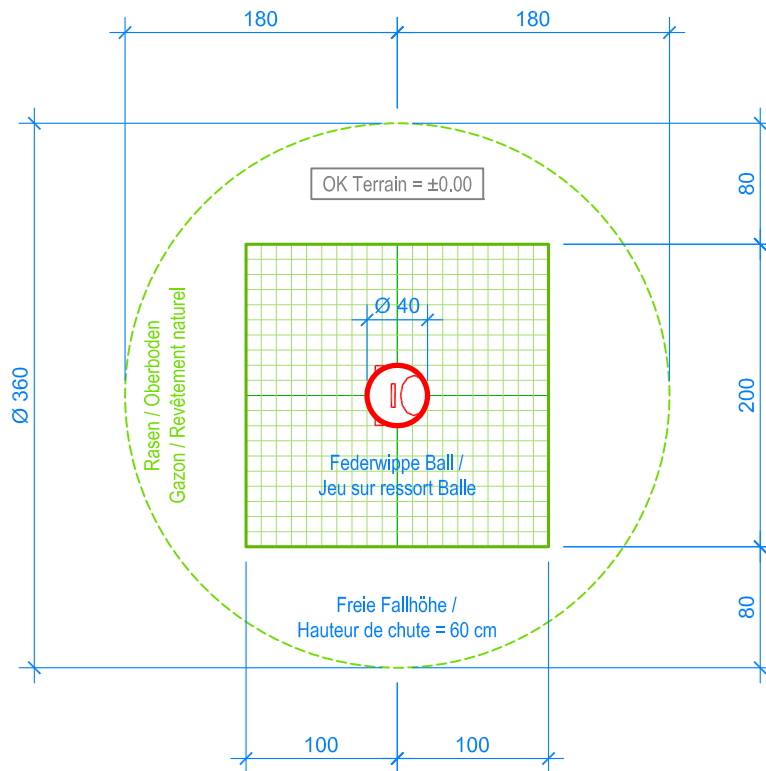 180
180
OK Terrain = ±0.00
80
Ø 40
Rasen / Oberboden
Gazon / Revêtement naturel
Ø 360
200
Federwippe Ball /
Jeu sur ressort Balle
Freie Fallhöhe /
Hauteur de chute = 60 cm
80
100
100